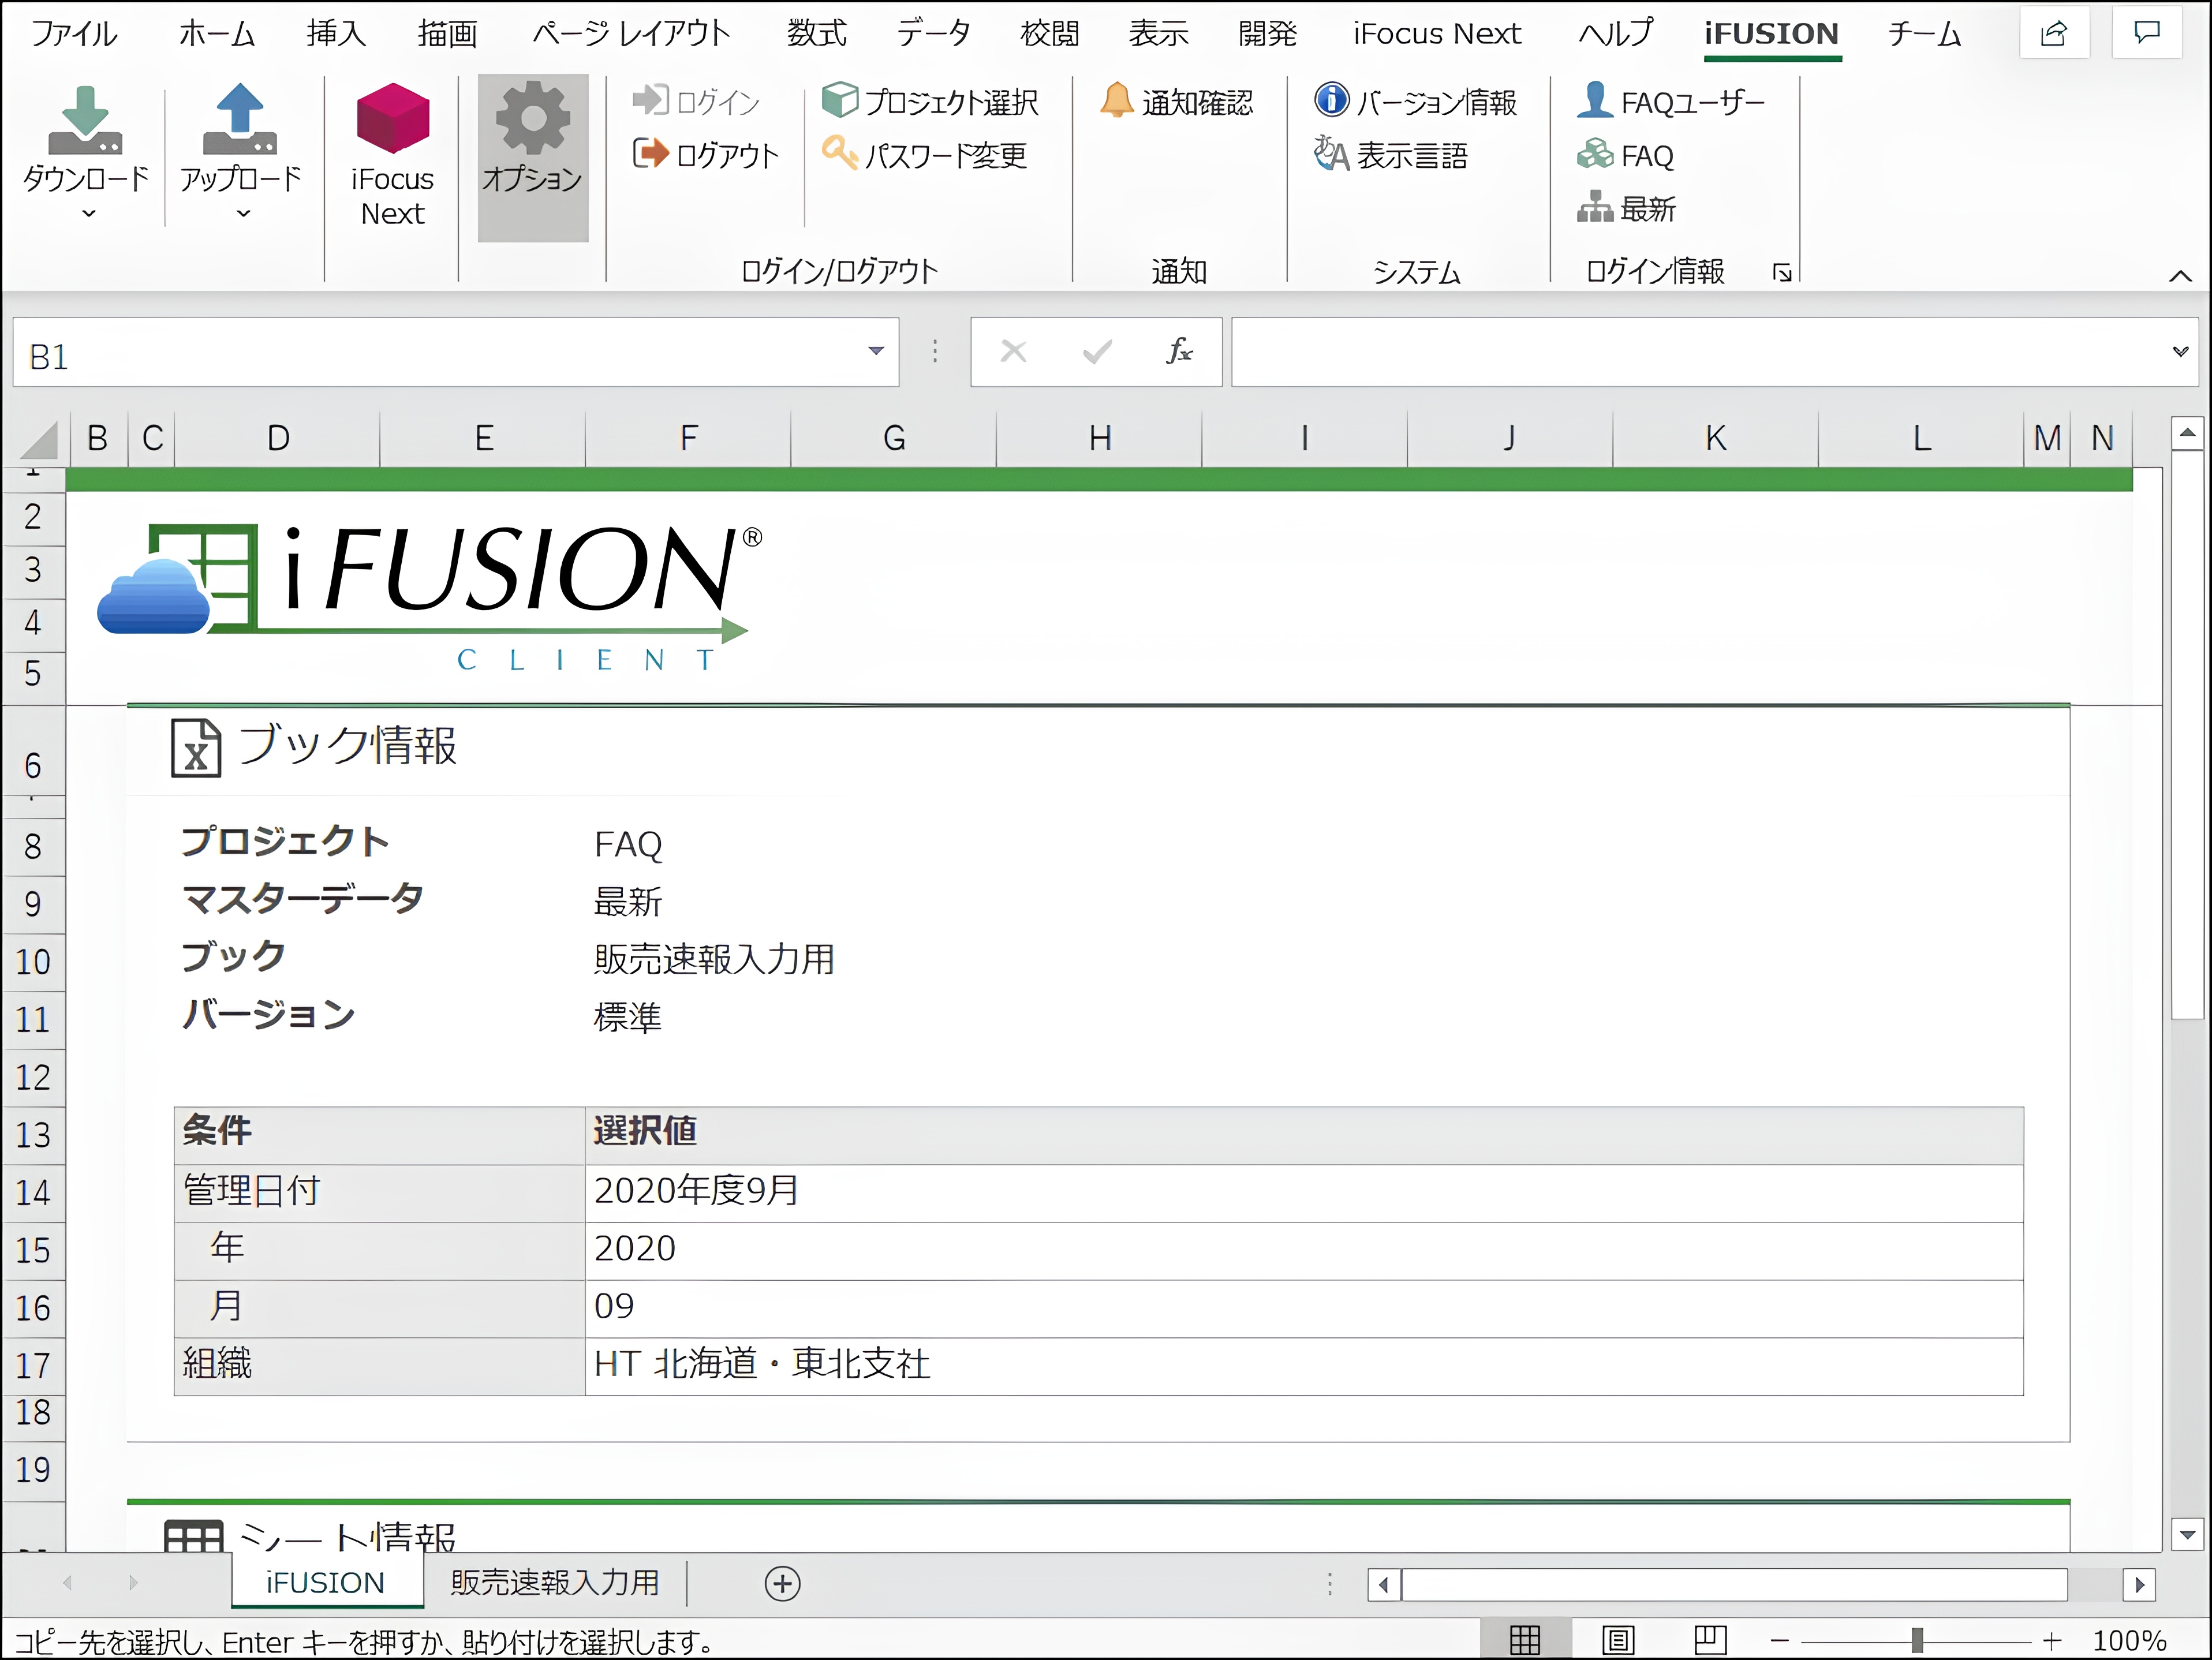 ファイル ホーム 挿入 描画 ページ レイアウト 数式 データ 校閲 表示 開発 iFocus Next ヘルプ iFUSION チーム
ダウンロード アップロード iFocus Next オプション
ログイン プロジェクト選択 通知確認 バージョン情報 FAQユーザー
ログアウト パスワード変更 表示言語 FAQ
最新
ログイン/ログアウト 通知 システム ログイン情報
B1 fx
B C D E F G H I J K L M N
1
2
3
4
5
iFUSION®
CLIENT
6 ブック情報
8 プロジェクト FAQ
9 マスターデータ 最新
10 ブック 販売速報入力用
11 バージョン 標準
12
13 条件 選択値
14 管理日付 2020年度9月
15 年 2020
16 月 09
17 組織 HT 北海道・東北支社
18
19
シート情報
iFUSION 販売速報入力用
コピー先を選択し、Enter キーを押すか、貼り付けを選択します。 100%